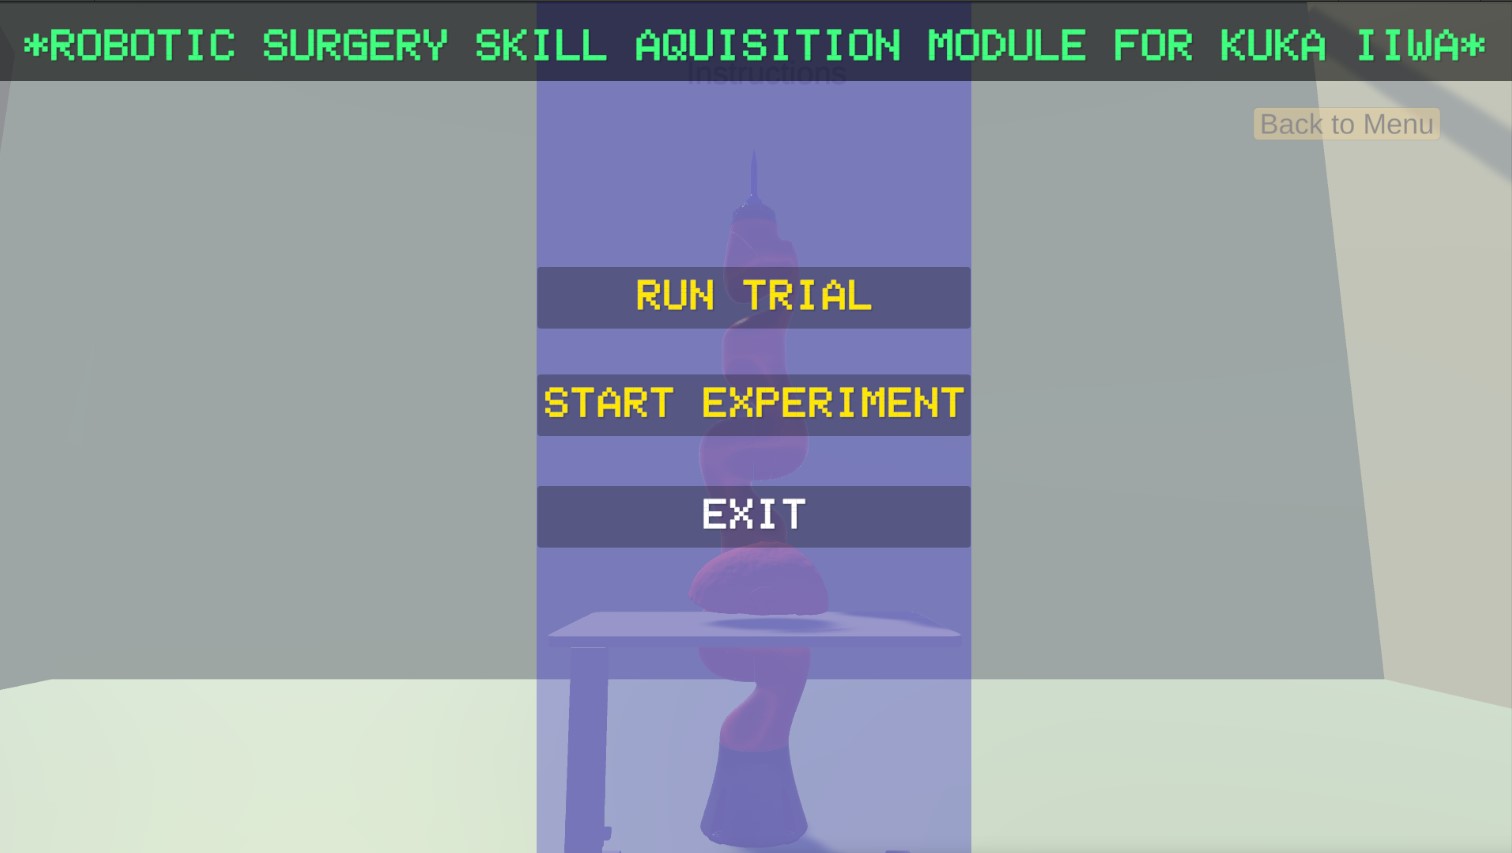 *ROBOTIC SURGERY SKILL AQUISITION MODULE FOR KUKA IIWA*
Instructions
Back to Menu
RUN TRIAL
START EXPERIMENT
EXIT